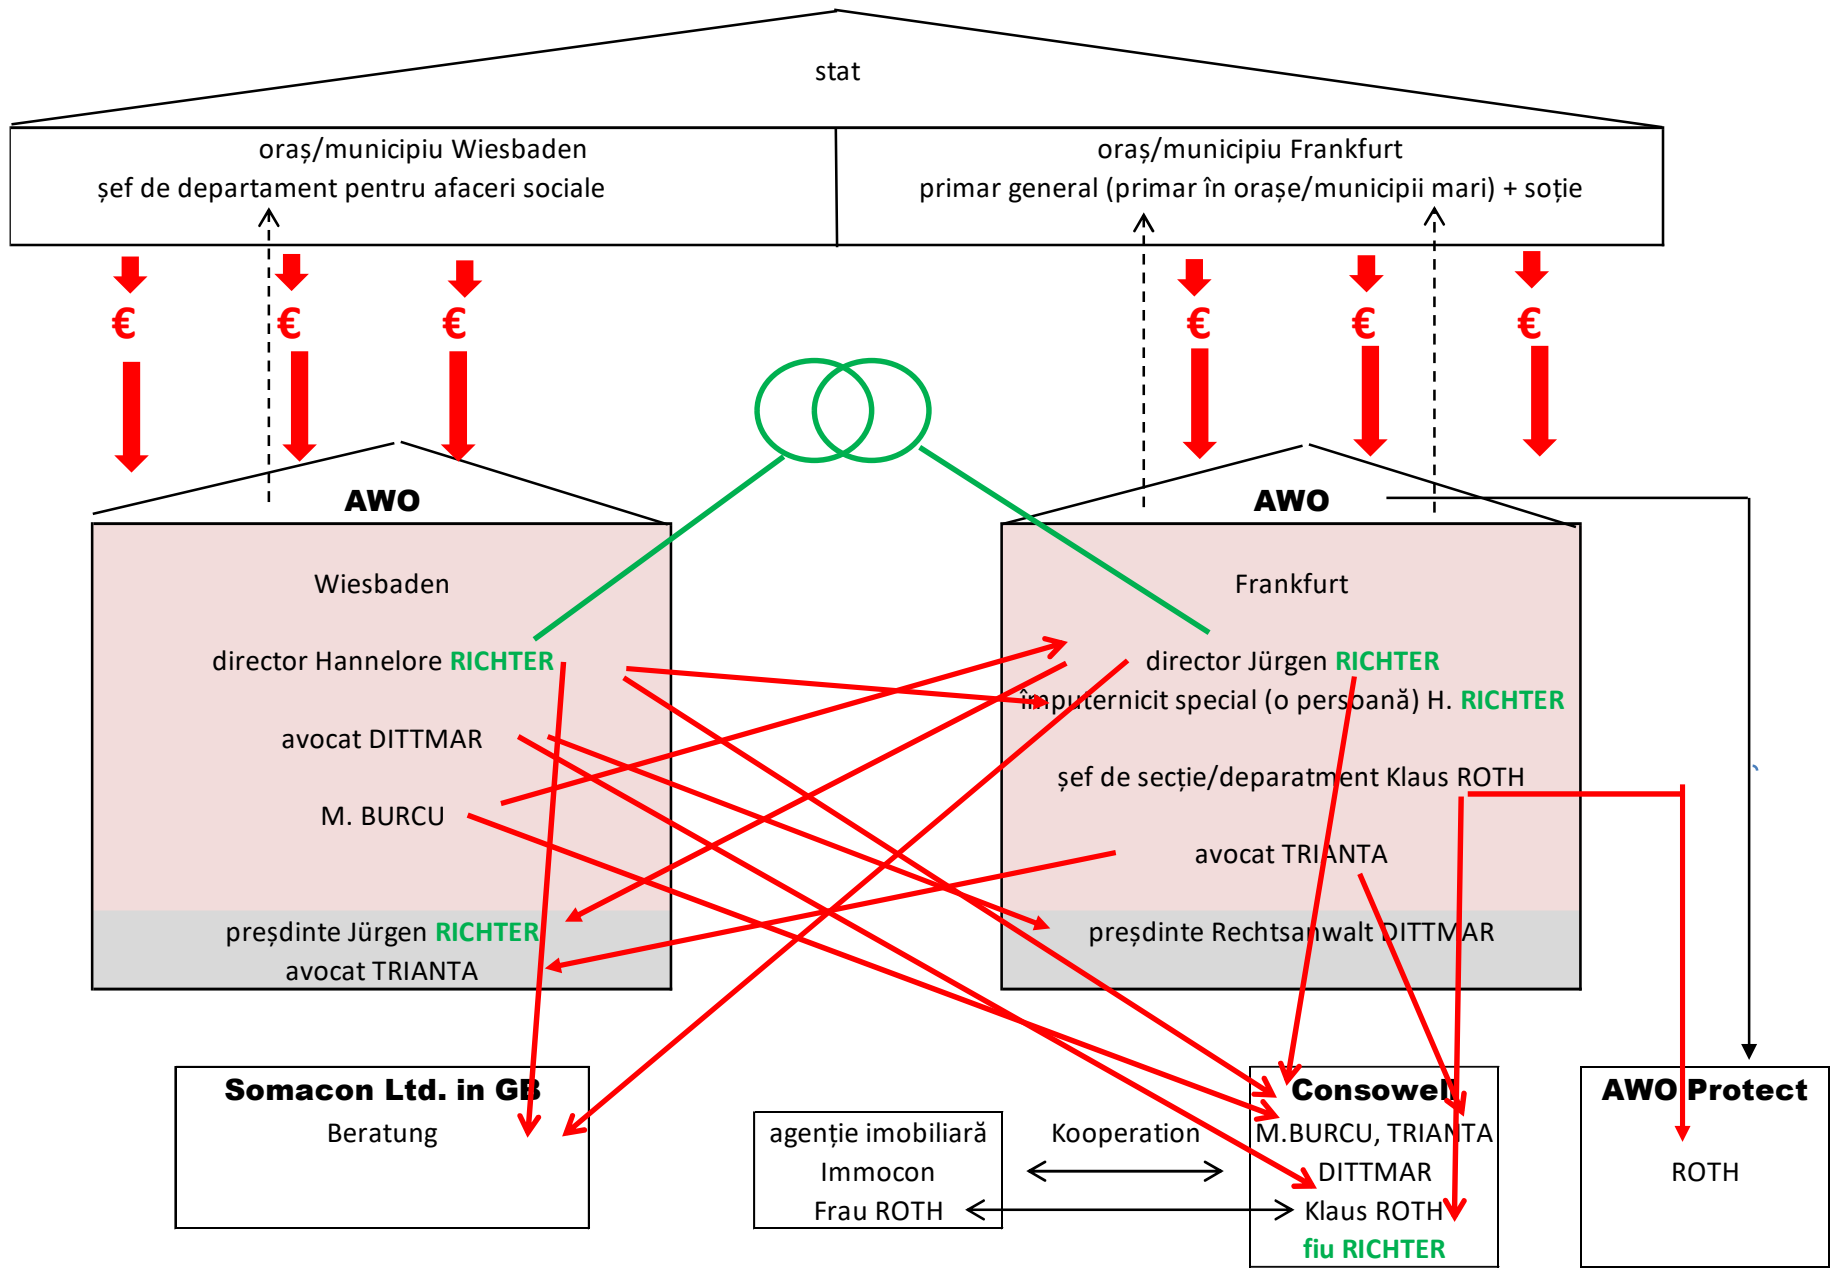 stat
oraș/municipiu Wiesbaden
șef de departament pentru afaceri sociale
oraș/municipiu Frankfurt
primar general (primar în orașe/municipii mari) + soție
€ € € € € €
AWO
Wiesbaden
director Hannelore RICHTER
avocat DITTMAR
M. BURCU
preșdinte Jürgen RICHTER
avocat TRIANTA
AWO
Frankfurt
director Jürgen RICHTER
împuternicit special (o persoană) H. RICHTER
șef de secție/deparatment Klaus ROTH
avocat TRIANTA
preșdinte Rechtsanwalt DITTMAR
Somacon Ltd. in GB
Beratung
agenție imobiliară
Immocon
Frau ROTH
Kooperation
Consowell
M.BURCU, TRIANTA
DITTMAR
Klaus ROTH
fiu RICHTER
AWO Protect
ROTH